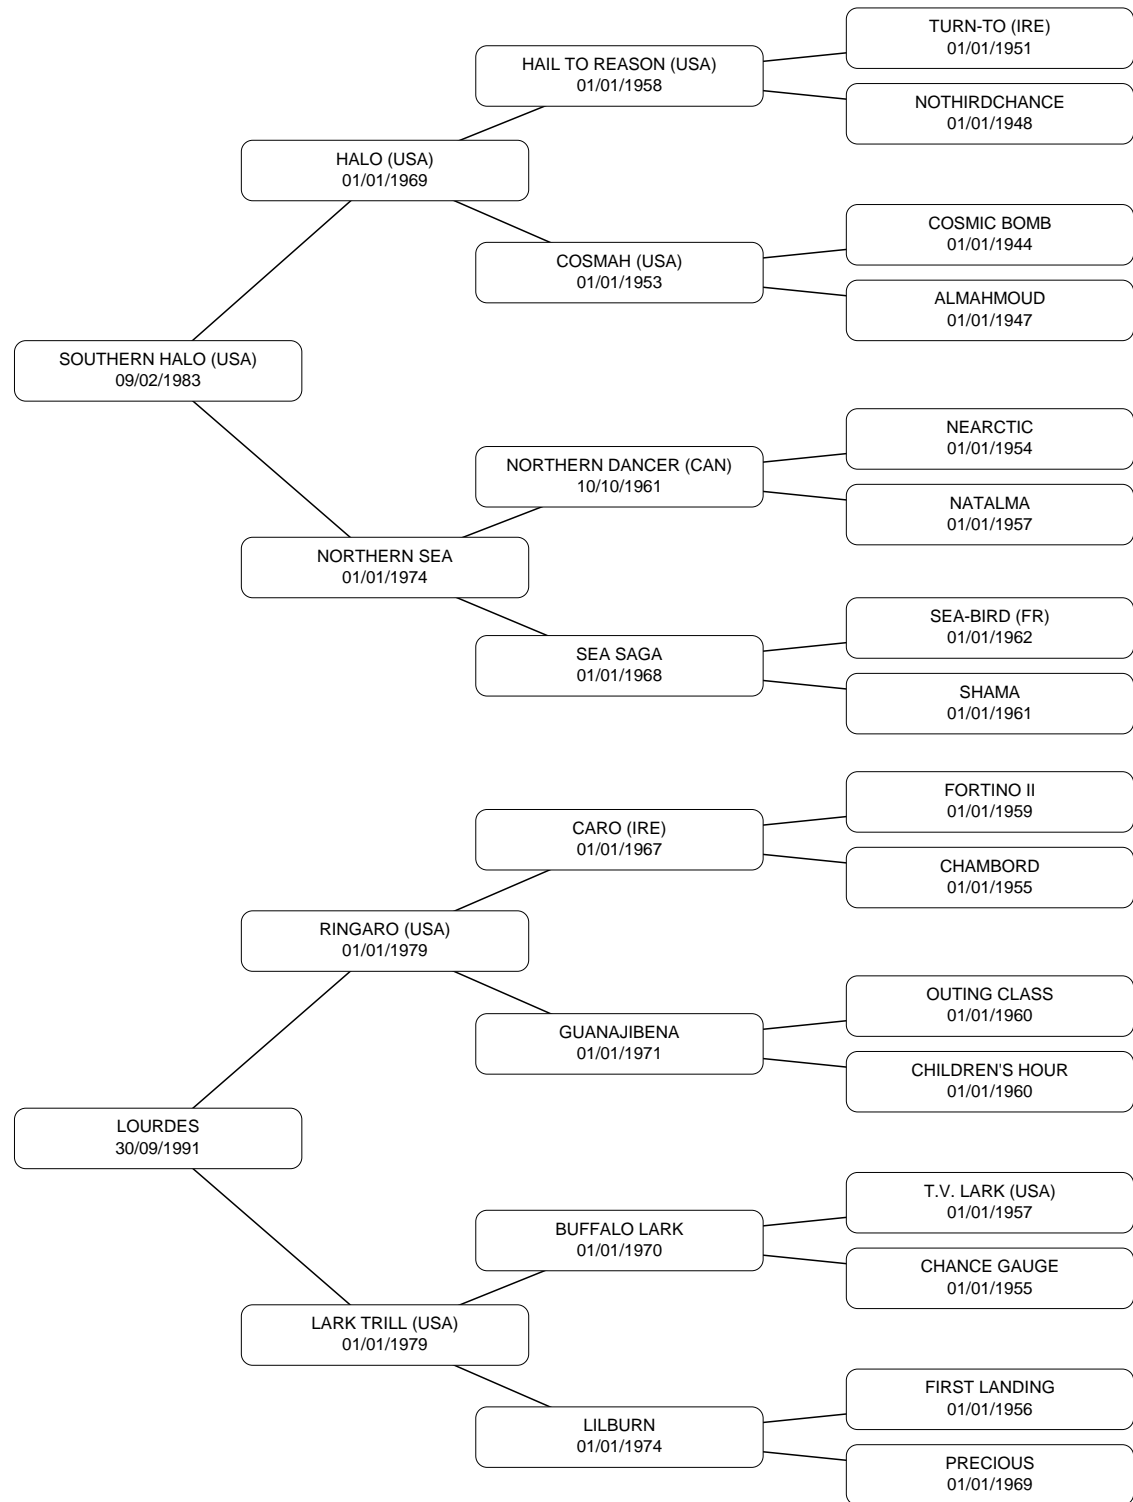 TURN-TO (IRE)
01/01/1951
HAIL TO REASON (USA)
01/01/1958
NOTHIRDCHANCE
01/01/1948
HALO (USA)
01/01/1969
COSMIC BOMB
01/01/1944
COSMAH (USA)
01/01/1953
ALMAHMOUD
01/01/1947
SOUTHERN HALO (USA)
09/02/1983
NEARCTIC
01/01/1954
NORTHERN DANCER (CAN)
10/10/1961
NATALMA
01/01/1957
NORTHERN SEA
01/01/1974
SEA-BIRD (FR)
01/01/1962
SEA SAGA
01/01/1968
SHAMA
01/01/1961
FORTINO II
01/01/1959
CARO (IRE)
01/01/1967
CHAMBORD
01/01/1955
RINGARO (USA)
01/01/1979
OUTING CLASS
01/01/1960
GUANAJIBENA
01/01/1971
CHILDREN'S HOUR
01/01/1960
LOURDES
30/09/1991
T.V. LARK (USA)
01/01/1957
BUFFALO LARK
01/01/1970
CHANCE GAUGE
01/01/1955
LARK TRILL (USA)
01/01/1979
FIRST LANDING
01/01/1956
LILBURN
01/01/1974
PRECIOUS
01/01/1969